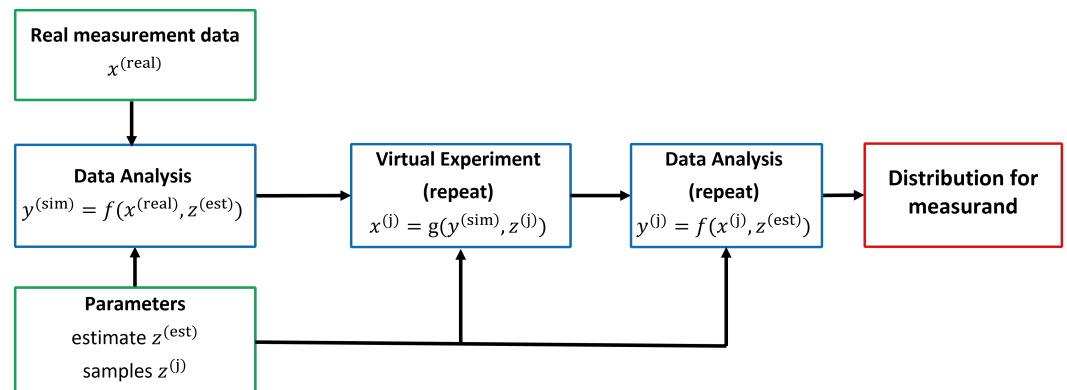 Real measurement data
x^(real)
Data Analysis
y^(sim) = f(x^(real), z^(est))
Parameters
estimate z^(est)
samples z^(j)
Virtual Experiment
(repeat)
x^(j) = g(y^(sim), z^(j))
Data Analysis
(repeat)
y^(j) = f(x^(j), z^(est))
Distribution for
measurand